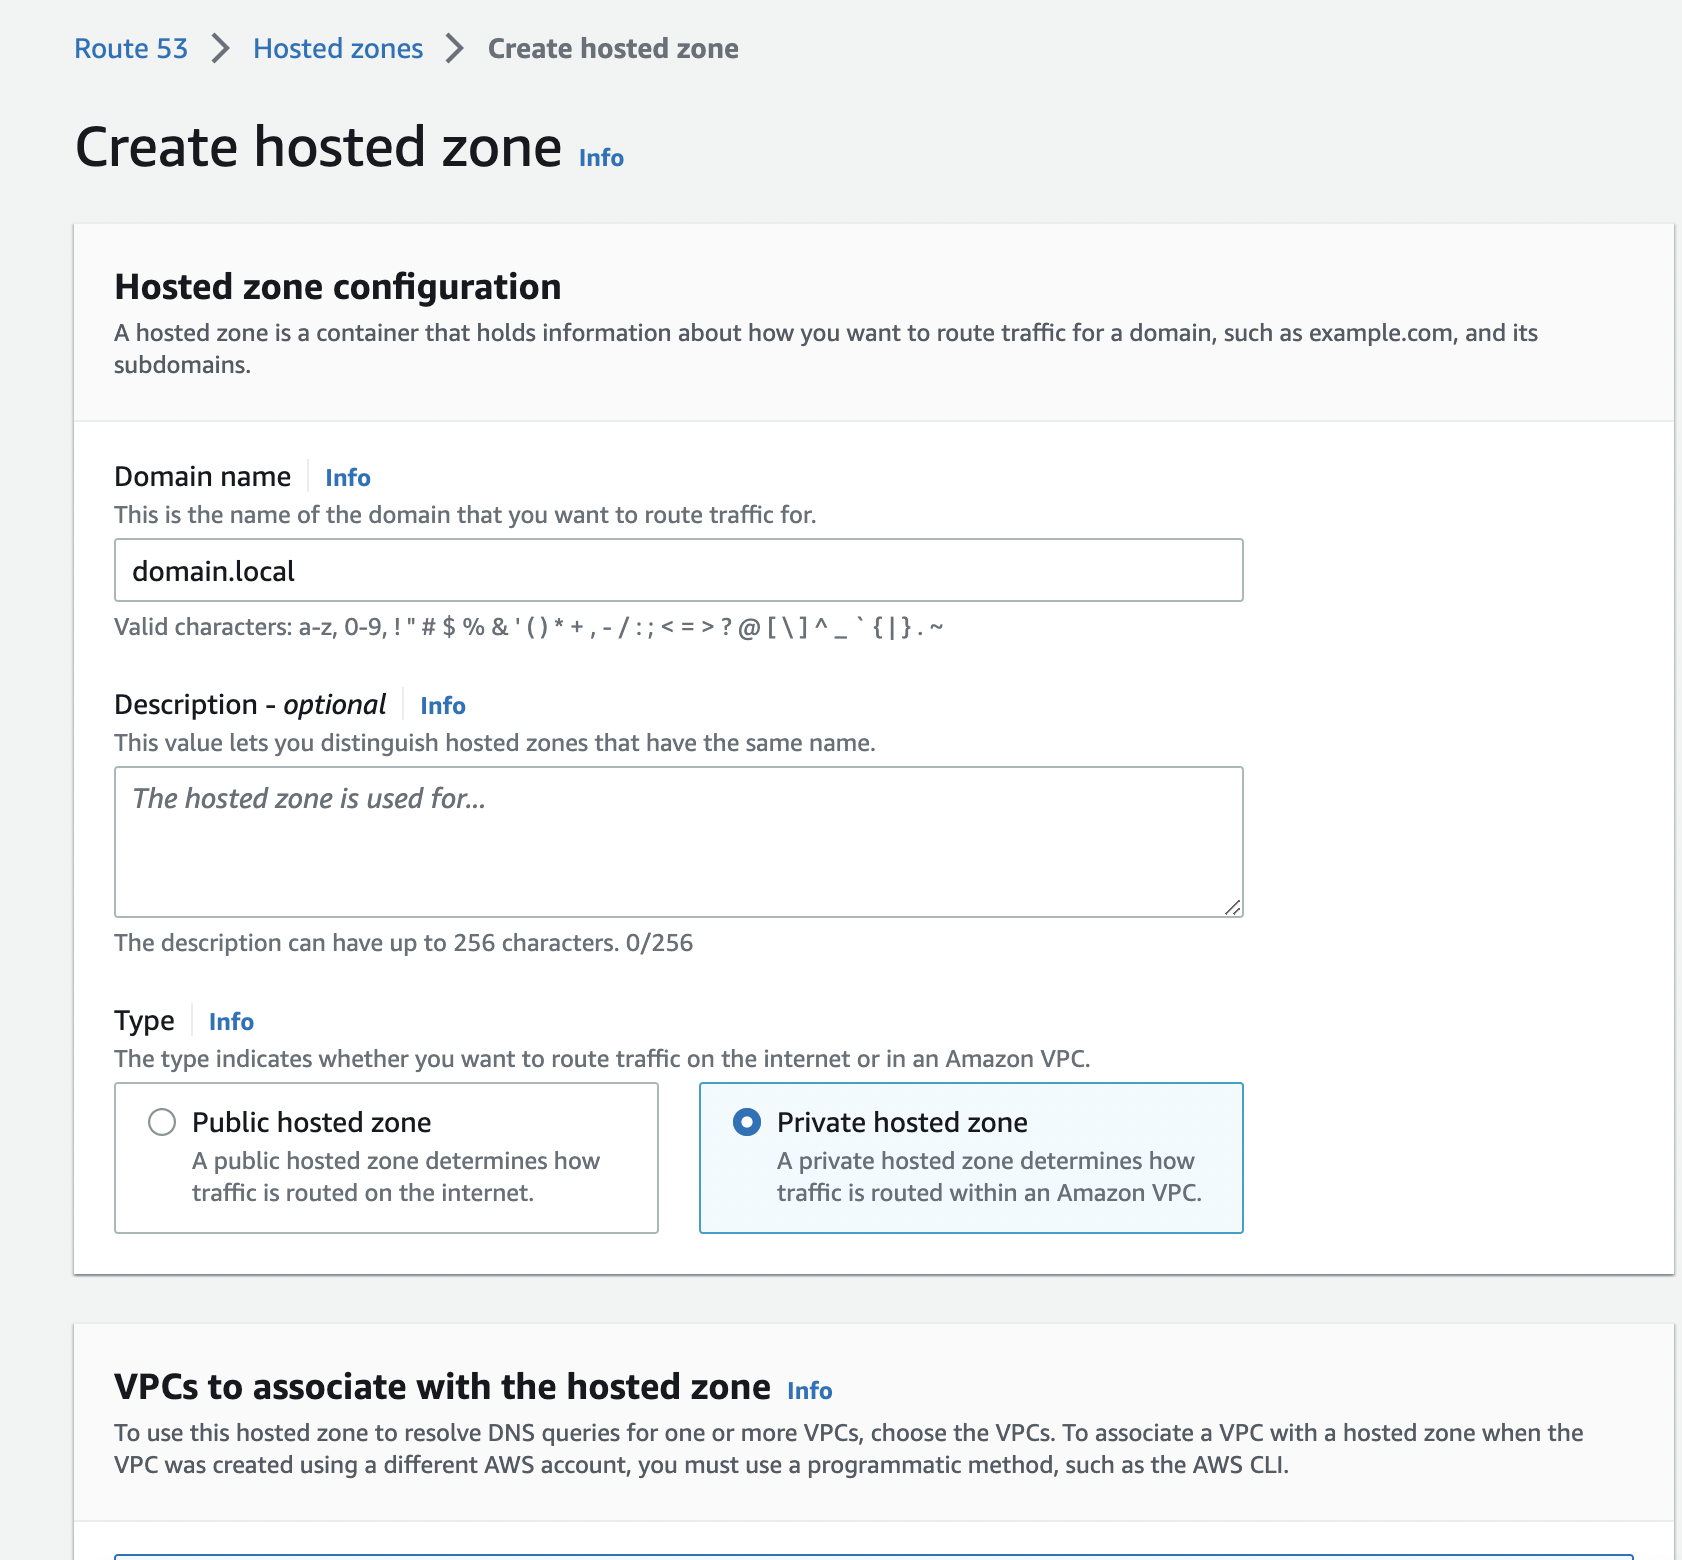 Route 53 > Hosted zones > Create hosted zone
Create hosted zone Info
Hosted zone configuration
A hosted zone is a container that holds information about how you want to route traffic for a domain, such as example.com, and its
subdomains.
Domain name Info
This is the name of the domain that you want to route traffic for.
domain.local
Valid characters: a-z, 0-9, ! " # $ % & ' ( ) * + , - / : ; < = > ? @ [ \ ] ^ _ ` { | } . ~
Description - optional Info
This value lets you distinguish hosted zones that have the same name.
The hosted zone is used for...
The description can have up to 256 characters. 0/256
Type Info
The type indicates whether you want to route traffic on the internet or in an Amazon VPC.
Public hosted zone
A public hosted zone determines how
traffic is routed on the internet.
Private hosted zone
A private hosted zone determines how
traffic is routed within an Amazon VPC.
VPCs to associate with the hosted zone Info
To use this hosted zone to resolve DNS queries for one or more VPCs, choose the VPCs. To associate a VPC with a hosted zone when the
VPC was created using a different AWS account, you must use a programmatic method, such as the AWS CLI.